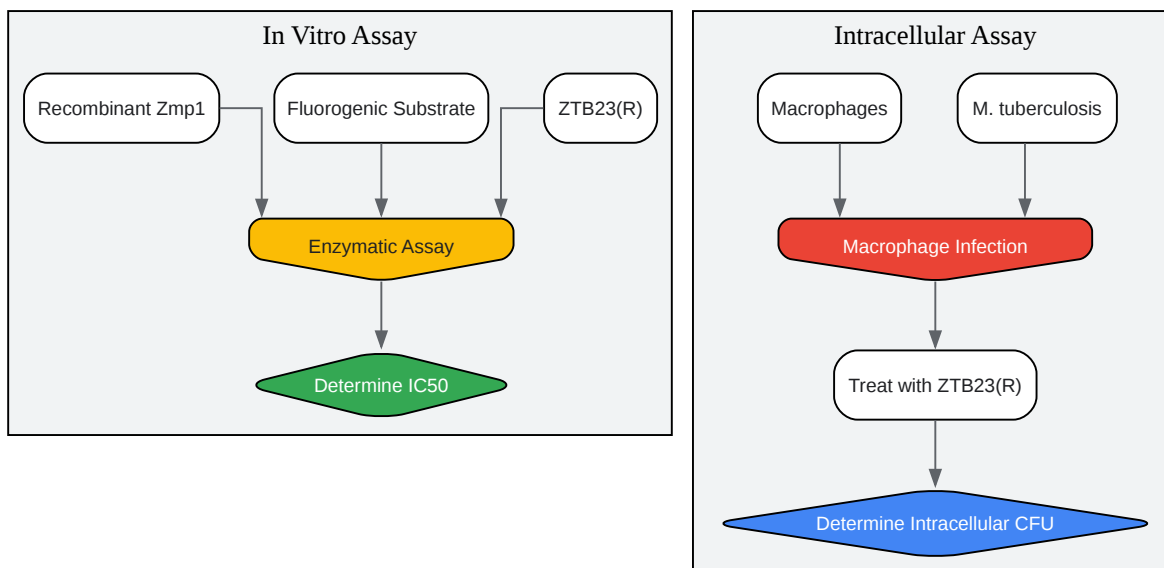 In Vitro Assay
Recombinant Zmp1
Fluorogenic Substrate
ZTB23(R)
Enzymatic Assay
Determine IC50
Intracellular Assay
Macrophages
M. tuberculosis
Macrophage Infection
Treat with ZTB23(R)
Determine Intracellular CFU